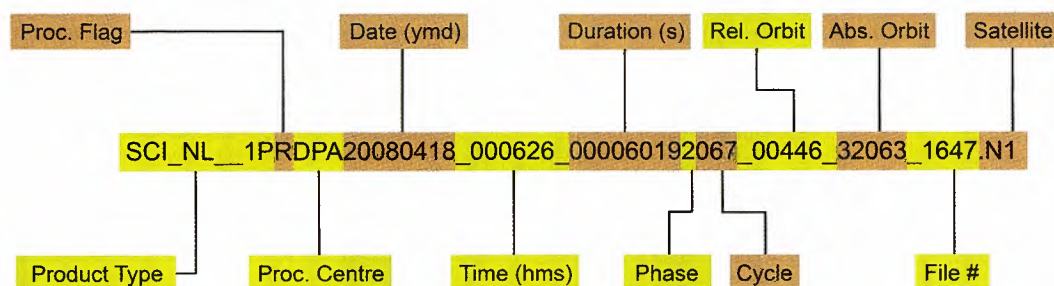 Proc. Flag Date (ymd) Duration (s) Rel. Orbit Abs. Orbit Satellite
SCI_NL__1PRDPA20080418_000626_000060192067_00446_32063_1647.N1
Product Type Proc. Centre Time (hms) Phase Cycle File #